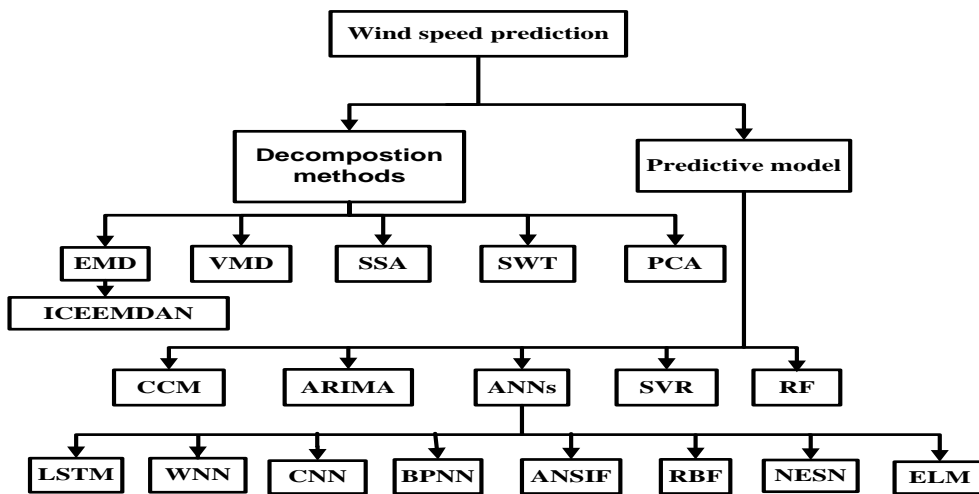 Wind speed prediction
Decompostion
methods
Predictive model
EMD
VMD
SSA
SWT
PCA
ICEEMDAN
CCM
ARIMA
ANNs
SVR
RF
LSTM
WNN
CNN
BPNN
ANSIF
RBF
NESN
ELM